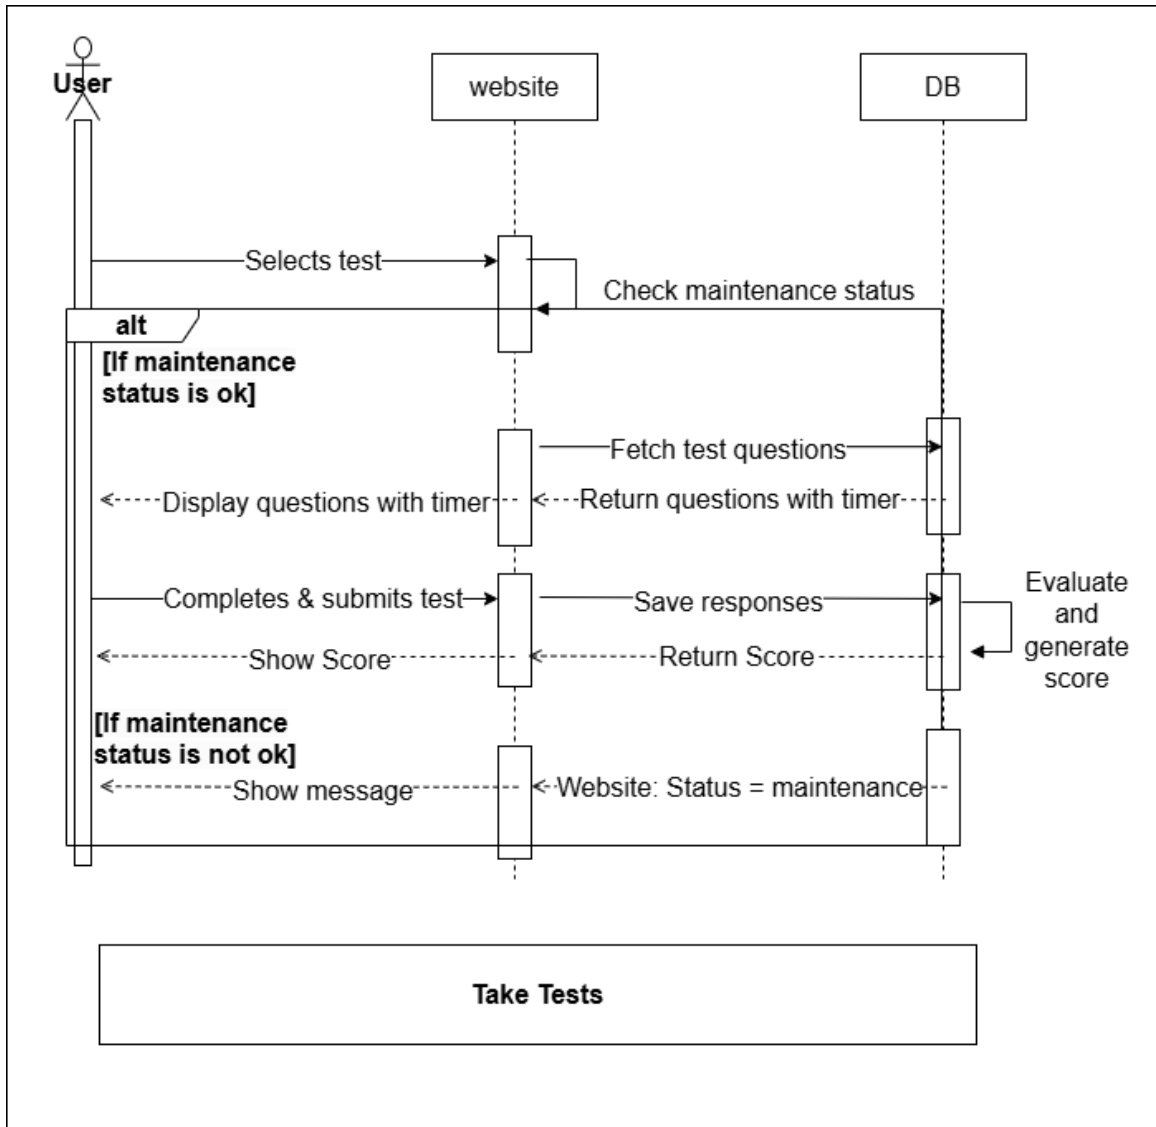 User
website
DB
Selects test
Check maintenance status
alt
[If maintenance
status is ok]
Fetch test questions
Display questions with timer
Return questions with timer
Completes & submits test
Save responses
Evaluate
and
generate
score
Show Score
Return Score
[If maintenance
status is not ok]
Show message
Website: Status = maintenance
Take Tests